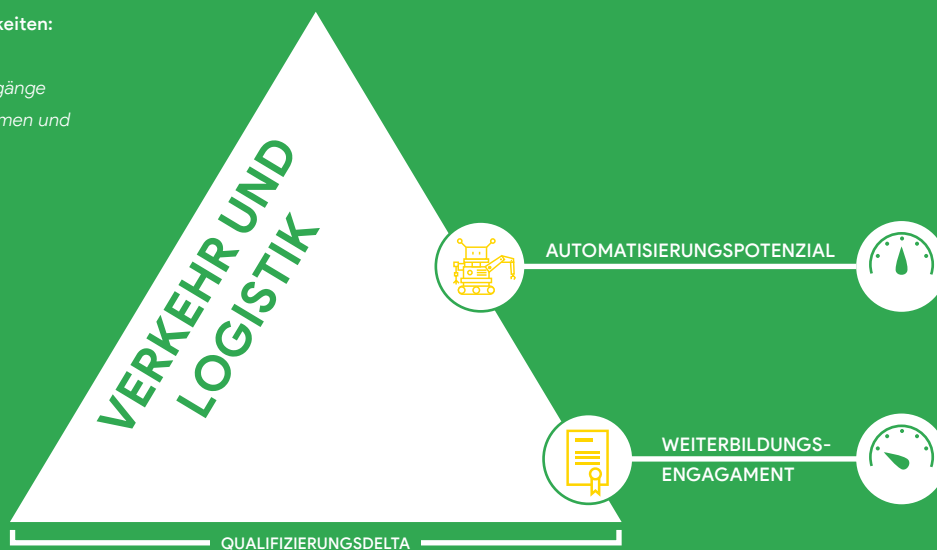 keiten:
gänge
men und
VERKEHR UND
LOGISTIK
AUTOMATISIERUNGSPOTENZIAL
WEITERBILDUNGS-
ENGAGAMENT
QUALIFIZIERUNGSDELTA